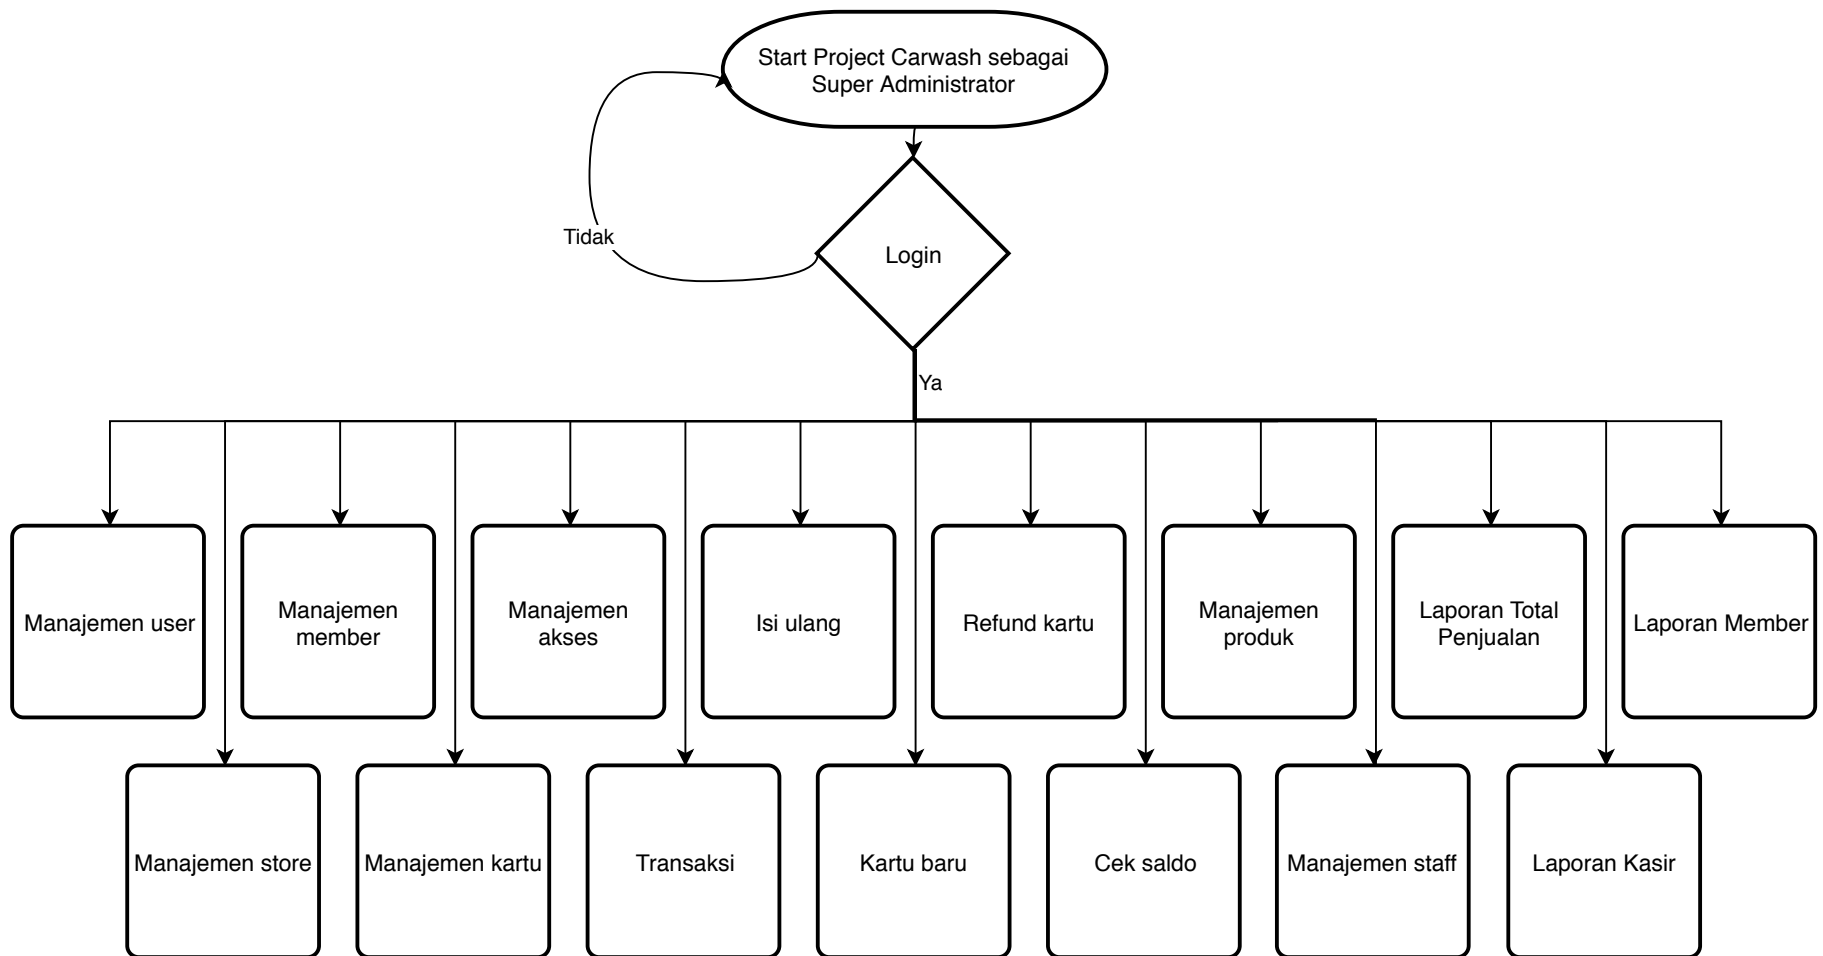 Start Project Carwash sebagai
Super Administrator
Tidak
Login
Ya
Manajemen user
Manajemen
member
Manajemen
akses
Isi ulang
Refund kartu
Manajemen
produk
Laporan Total
Penjualan
Laporan Member
Manajemen store
Manajemen kartu
Transaksi
Kartu baru
Cek saldo
Manajemen staff
Laporan Kasir